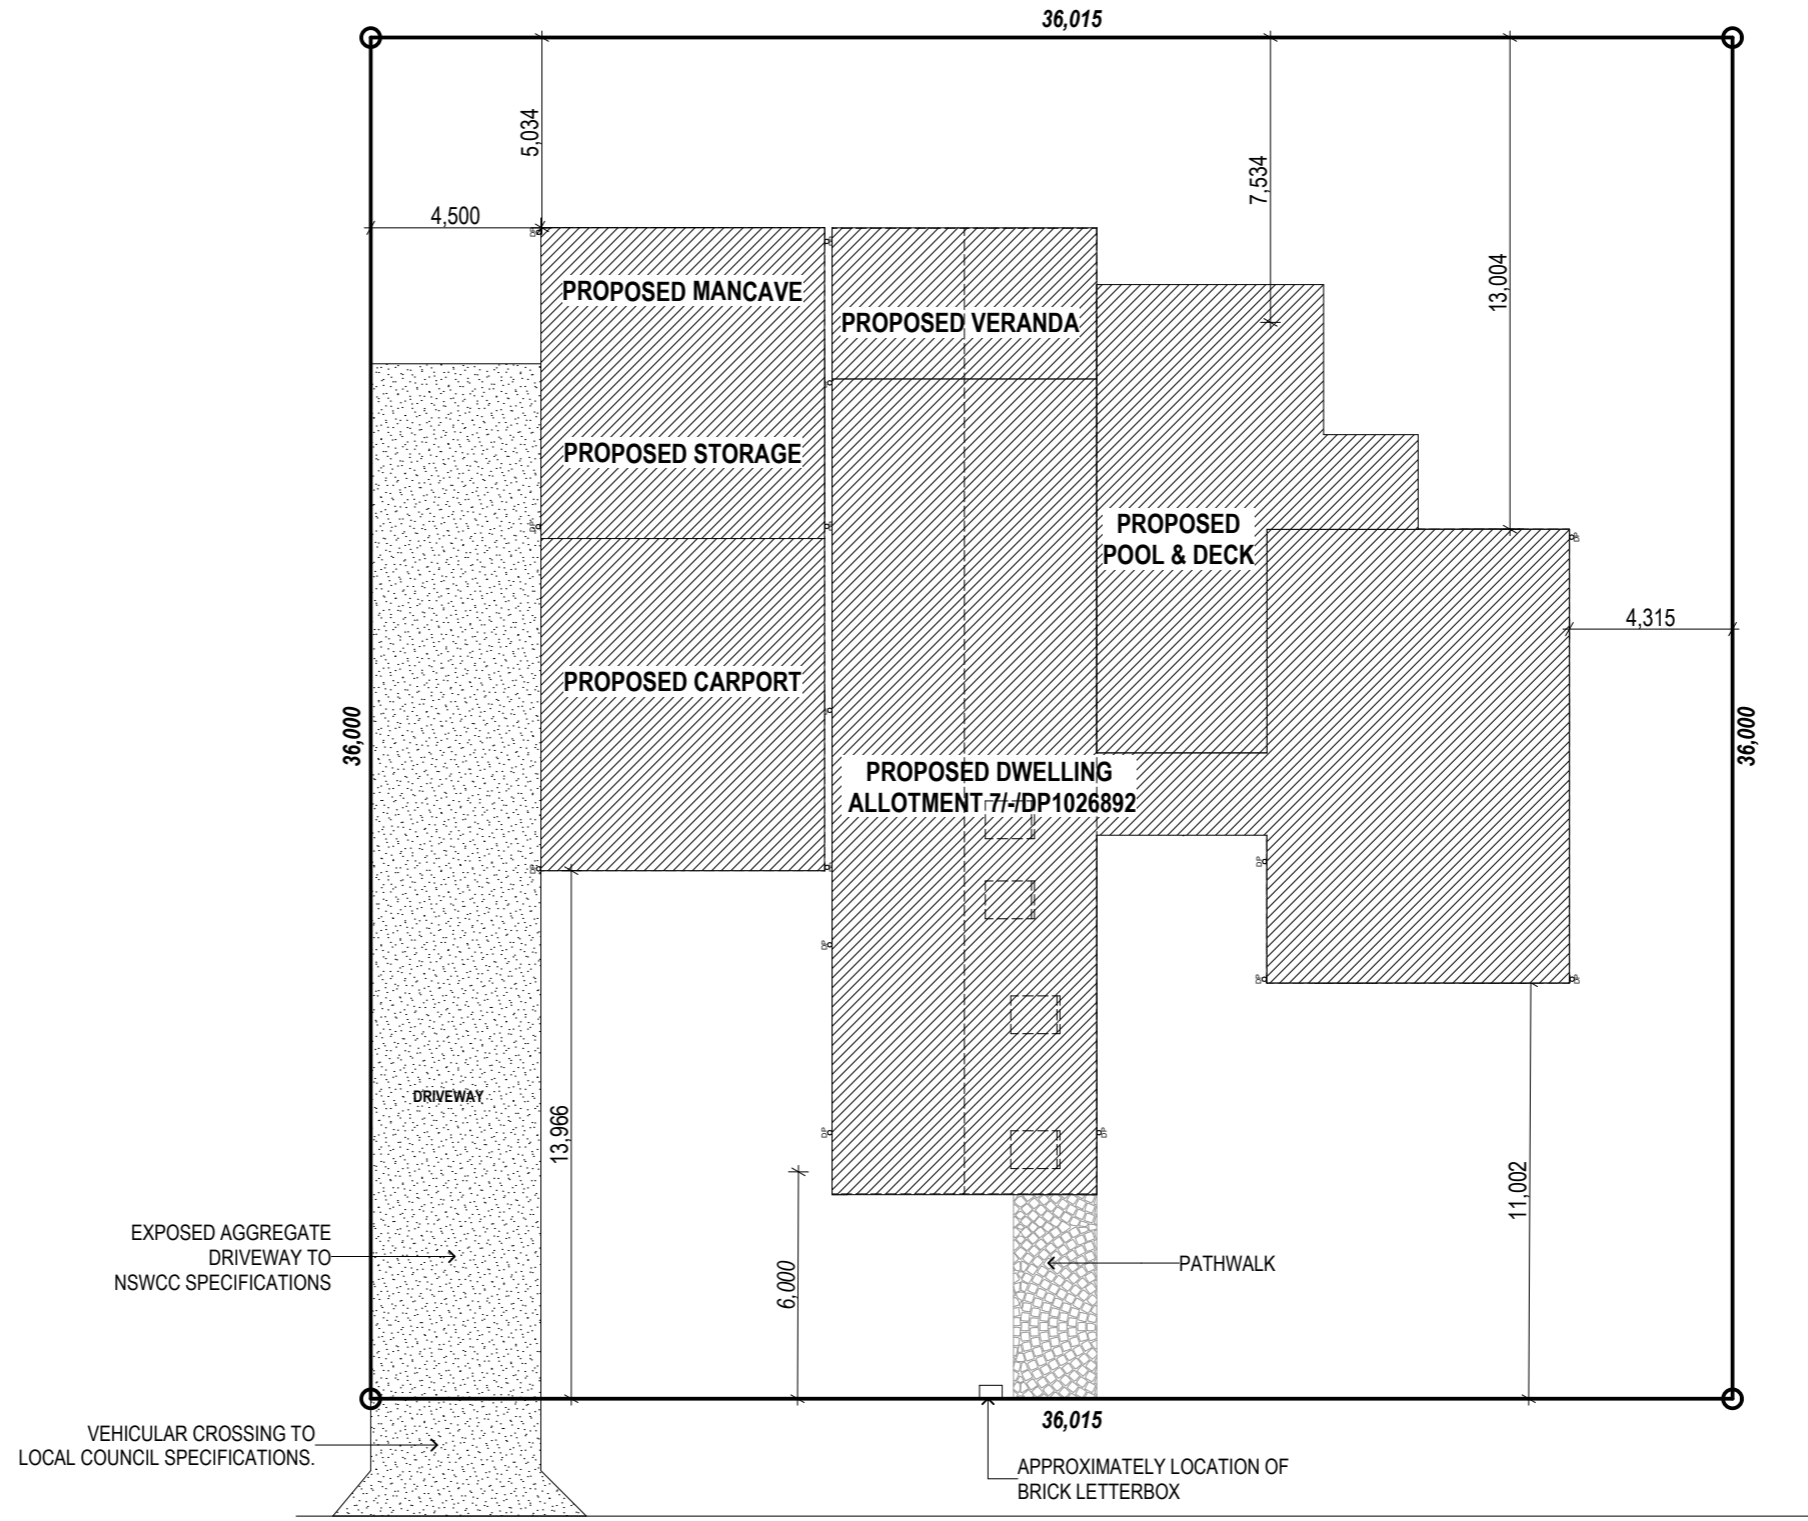 36,015
5,034
7,534
4,500
13,004
PROPOSED MANCAVE
PROPOSED VERANDA
PROPOSED STORAGE
PROPOSED
POOL & DECK
4,315
PROPOSED CARPORT
36,000
36,000
PROPOSED DWELLING
ALLOTMENT 7/-/DP1026892
DRIVEWAY
13,966
11,002
6,000
EXPOSED AGGREGATE
DRIVEWAY TO
NSWCC SPECIFICATIONS
PATHWALK
36,015
VEHICULAR CROSSING TO
LOCAL COUNCIL SPECIFICATIONS.
APPROXIMATELY LOCATION OF
BRICK LETTERBOX